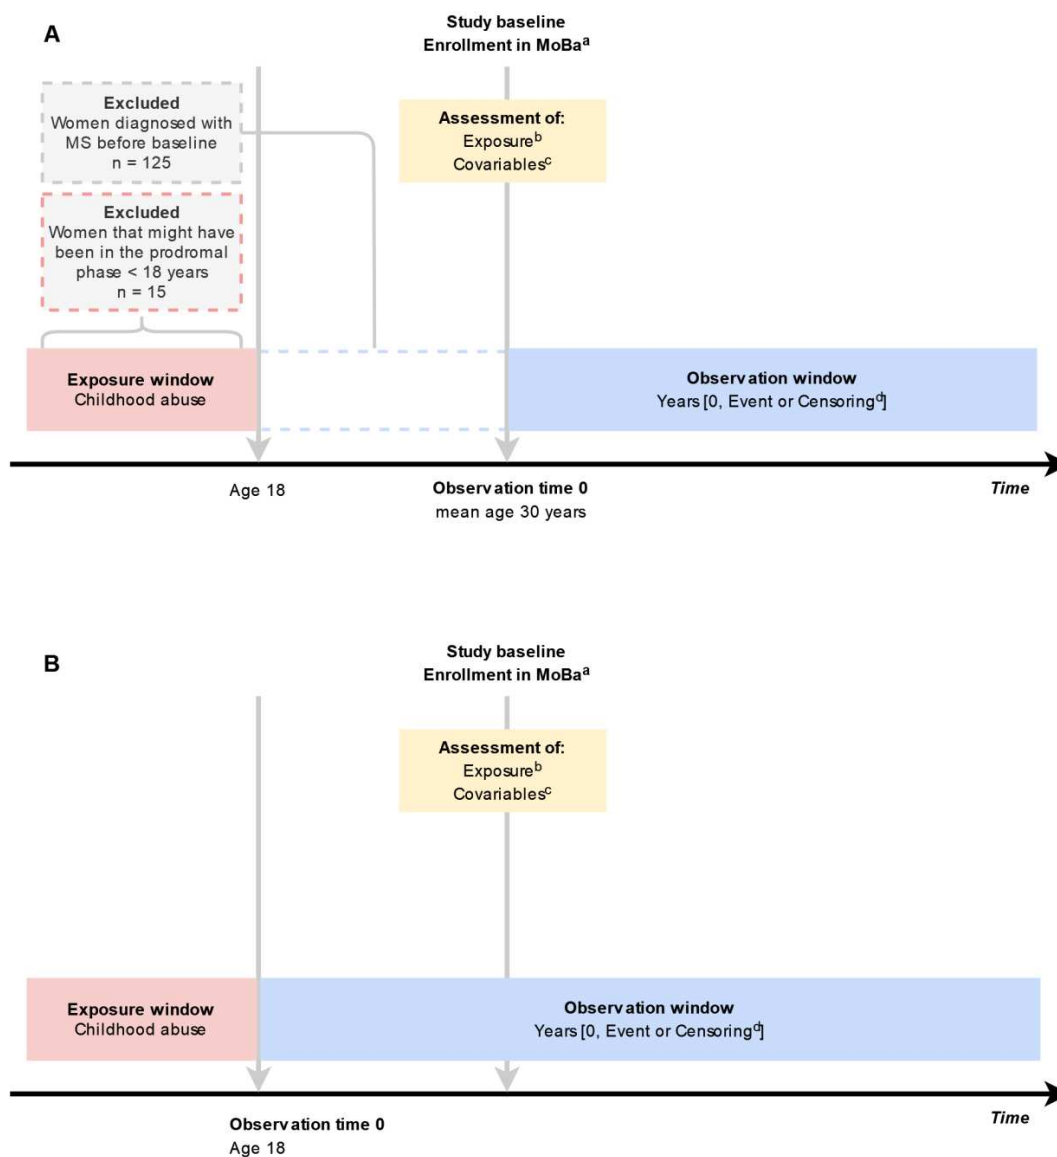 A
Study baseline
Enrollment in MoBaᵃ
Excluded
Women diagnosed with
MS before baseline
n = 125
Assessment of:
Exposureᵇ
Covariablesᶜ
Excluded
Women that might have
been in the prodromal
phase < 18 years
n = 15
Exposure window
Childhood abuse
Observation window
Years [0, Event or Censoringᵈ]
Age 18
Observation time 0
mean age 30 years
Time
B
Study baseline
Enrollment in MoBaᵃ
Assessment of:
Exposureᵇ
Covariablesᶜ
Exposure window
Childhood abuse
Observation window
Years [0, Event or Censoringᵈ]
Time
Observation time 0
Age 18